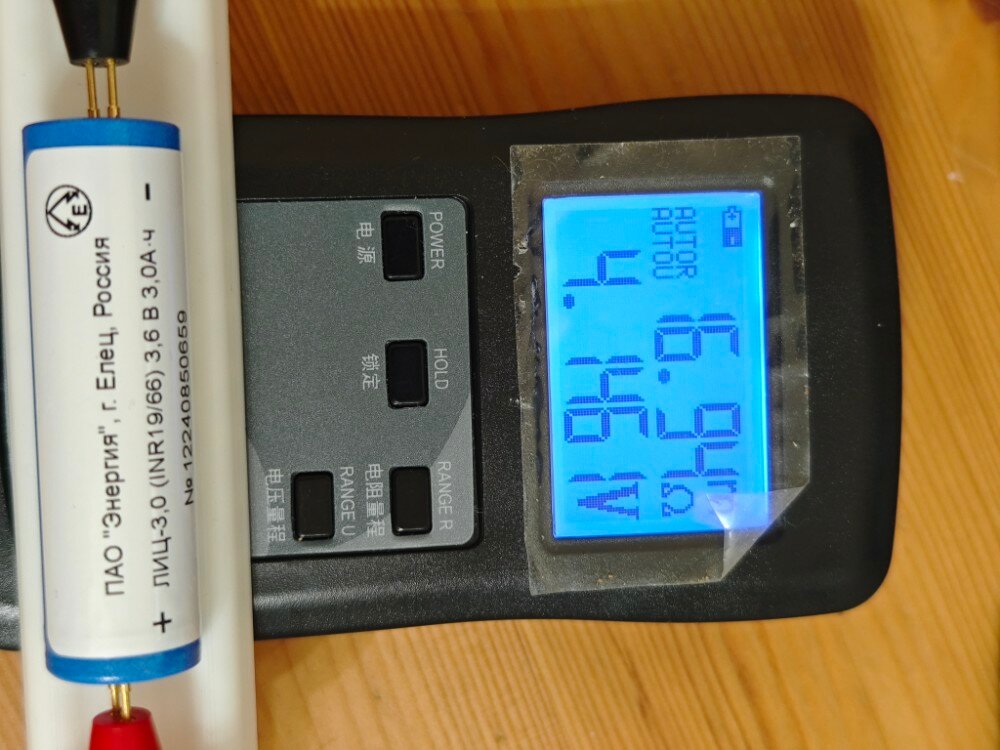 ПАО "Энергия", г. Елец, Россия
+ ЛИЦ-3,0 (INR19/66) 3,6 В 3,0А·ч -
№ 12240850659
AUTOR
AUTOU
16.94 mΩ
4.1461 V
POWER
电源
HOLD
锁定
RANGE R
电阻量程
RANGE U
电压量程